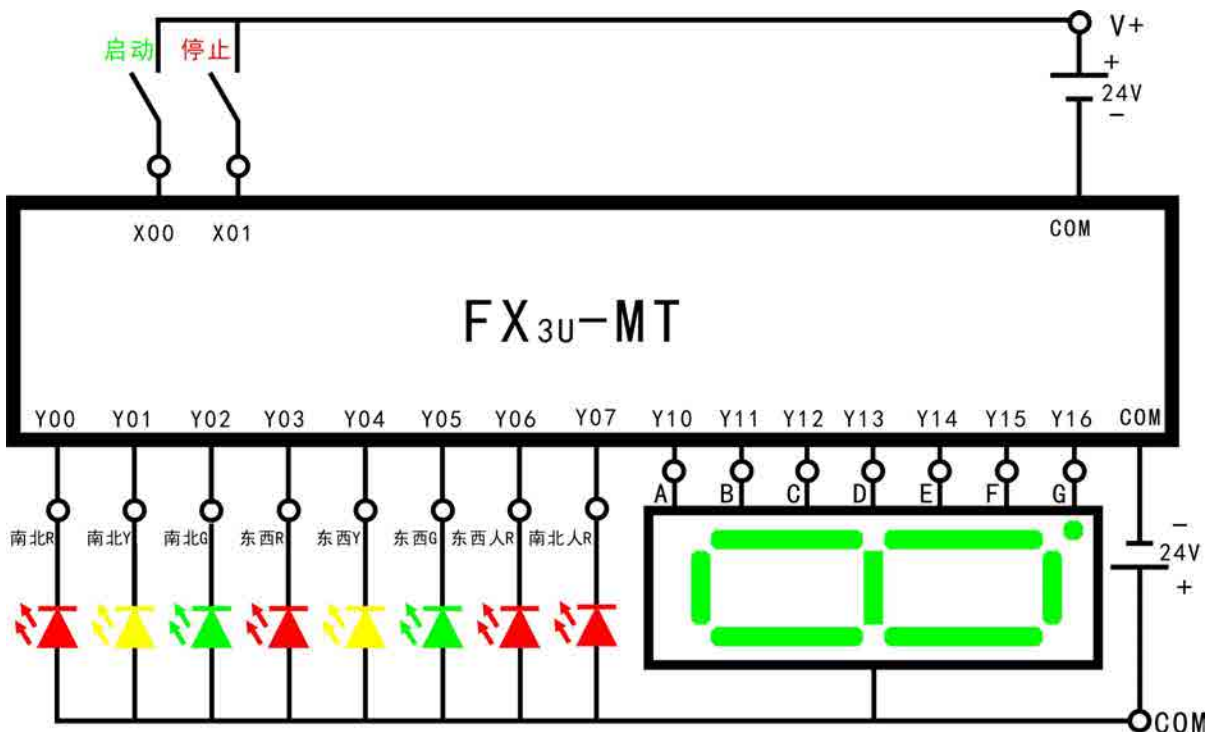 V+
启动 停止
+
24V
-
X00 X01 COM
FX3U-MT
Y00 Y01 Y02 Y03 Y04 Y05 Y06 Y07 Y10 Y11 Y12 Y13 Y14 Y15 Y16 COM
A B C D E F G
南北R 南北Y 南北G 东西R 东西Y 东西G 东西人R 南北人R
-
24V
+
COM